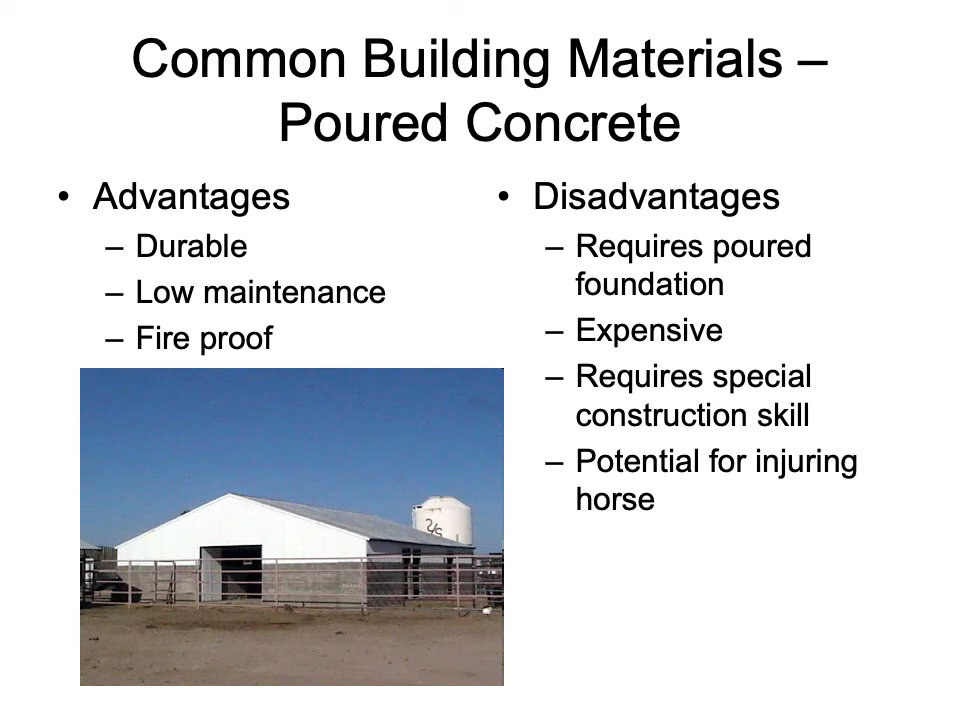 Common Building Materials –
Poured Concrete
• Advantages
– Durable
– Low maintenance
– Fire proof
• Disadvantages
– Requires poured
foundation
– Expensive
– Requires special
construction skill
– Potential for injuring
horse